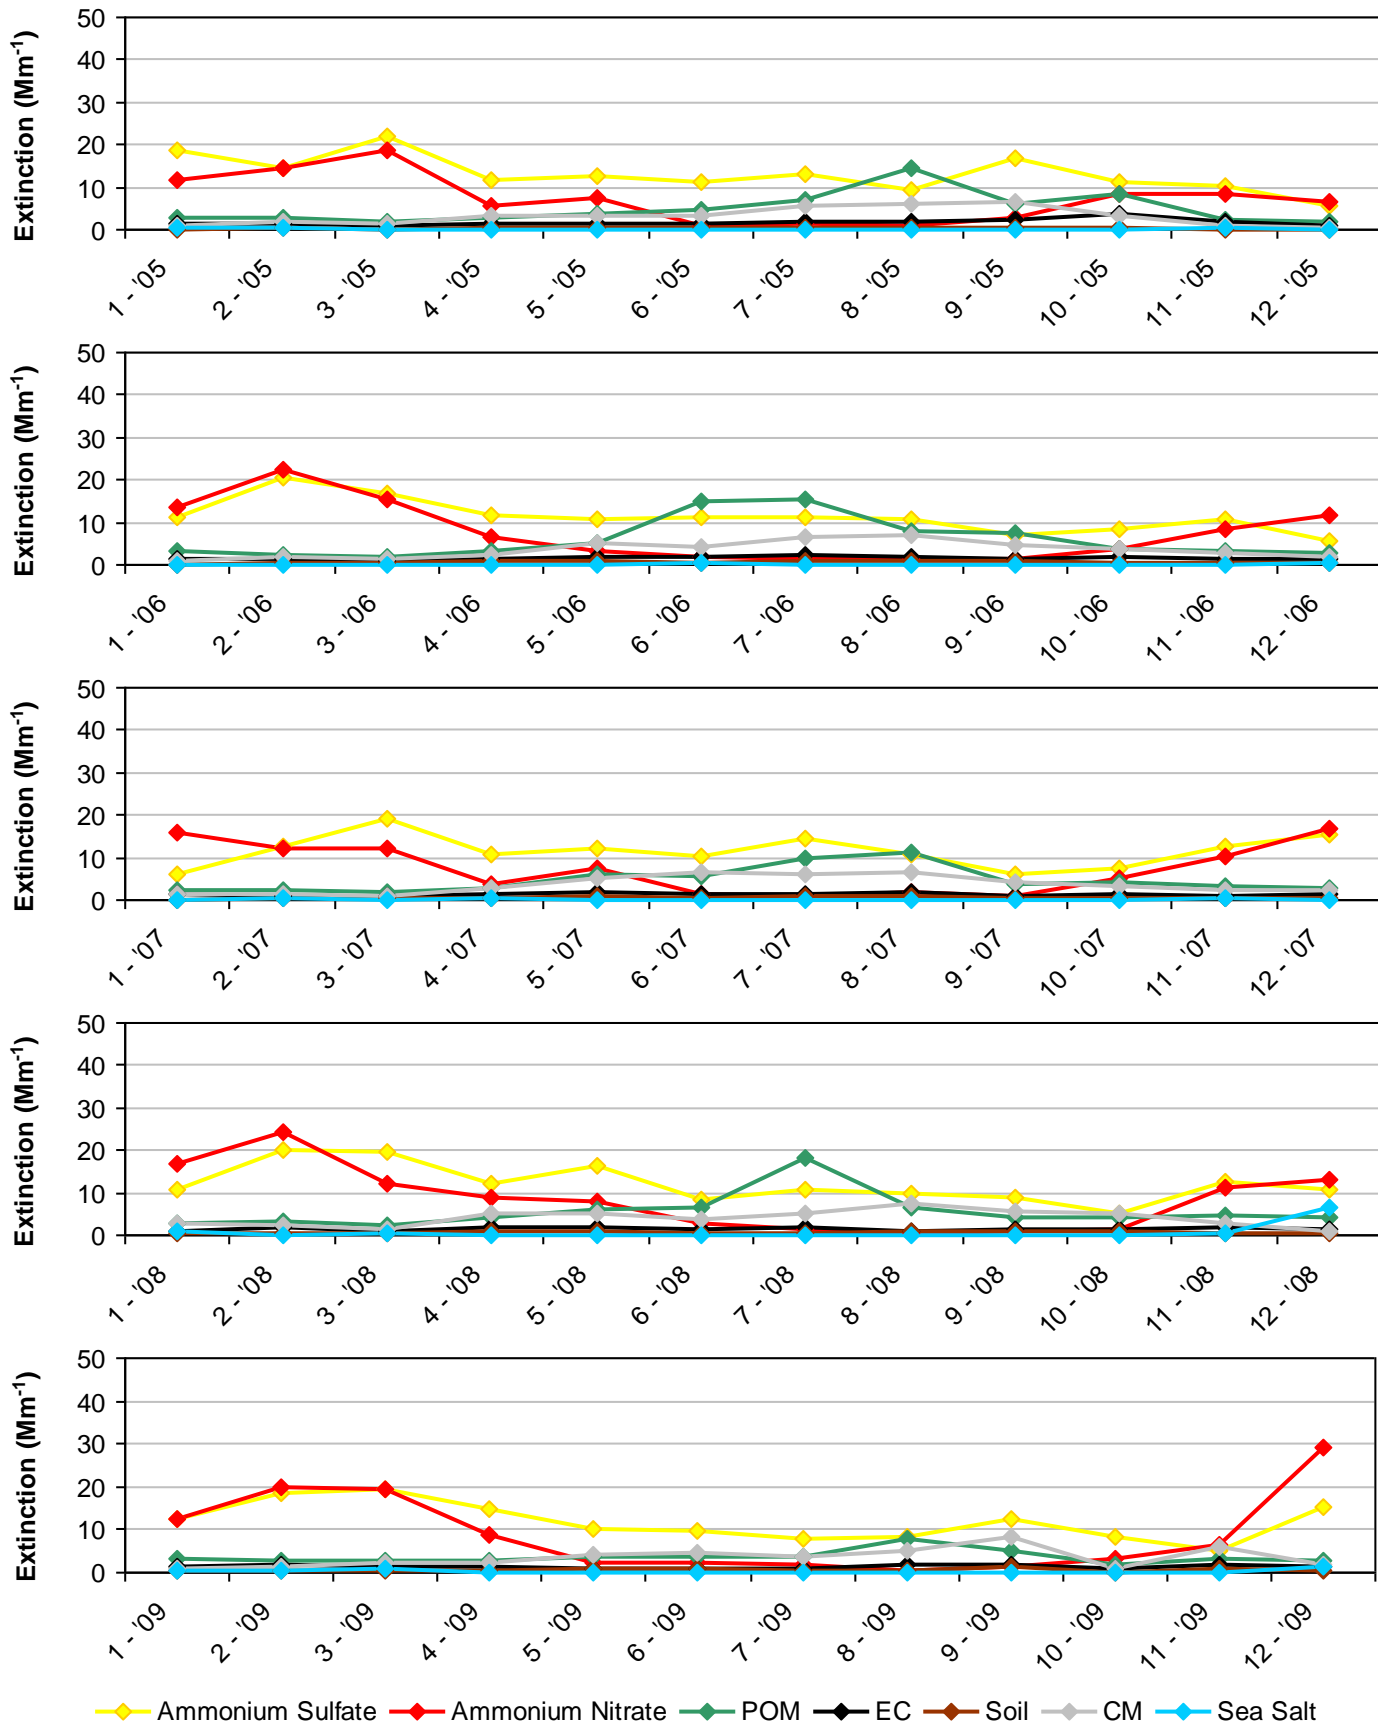 Extinction (Mm-1)
50
40
30
20
10
0
1 - '05 2 - '05 3 - '05 4 - '05 5 - '05 6 - '05 7 - '05 8 - '05 9 - '05 10 - '05 11 - '05 12 - '05
Extinction (Mm-1)
50
40
30
20
10
0
1 - '06 2 - '06 3 - '06 4 - '06 5 - '06 6 - '06 7 - '06 8 - '06 9 - '06 10 - '06 11 - '06 12 - '06
Extinction (Mm-1)
50
40
30
20
10
0
1 - '07 2 - '07 3 - '07 4 - '07 5 - '07 6 - '07 7 - '07 8 - '07 9 - '07 10 - '07 11 - '07 12 - '07
Extinction (Mm-1)
50
40
30
20
10
0
1 - '08 2 - '08 3 - '08 4 - '08 5 - '08 6 - '08 7 - '08 8 - '08 9 - '08 10 - '08 11 - '08 12 - '08
Extinction (Mm-1)
50
40
30
20
10
0
1 - '09 2 - '09 3 - '09 4 - '09 5 - '09 6 - '09 7 - '09 8 - '09 9 - '09 10 - '09 11 - '09 12 - '09
Ammonium Sulfate Ammonium Nitrate POM EC Soil CM Sea Salt